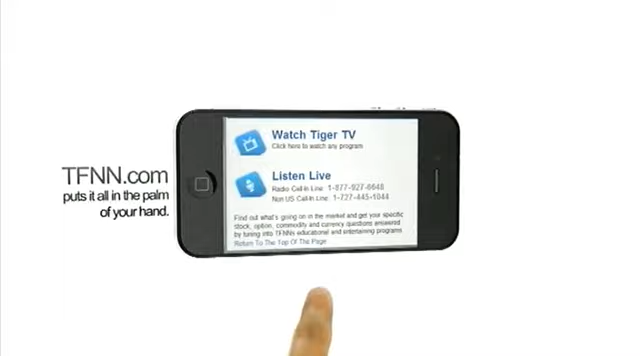 TFNN.com
puts it all in the palm
of your hand.
Watch Tiger TV
Click here to watch any program
Listen Live
Radio Call-In Line 1-877-927-6648
Non US Call-In Line: 1-727-445-1044
Find out what's going on in the market and get your specific
stock, option, commodity and currency questions answered
by tuning into TFNNs educational and entertaining programs
Return To The Top Of The Page